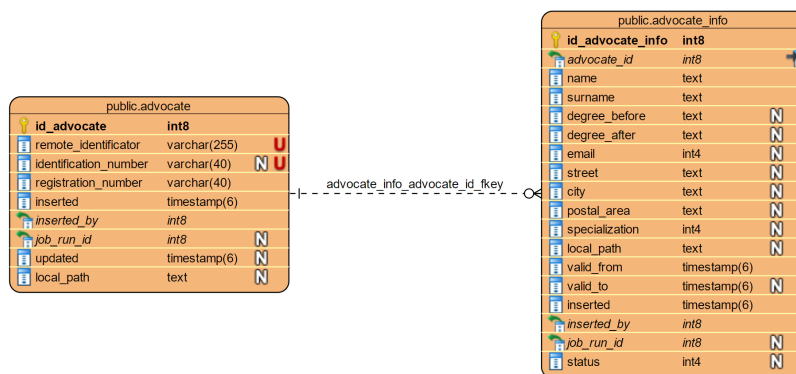 public.advocate
id_advocate int8
remote_identificator varchar(255) U
identification_number varchar(40) N U
registration_number varchar(40)
inserted timestamp(6)
inserted_by int8
job_run_id int8 N
updated timestamp(6) N
local_path text N
advocate_info_advocate_id_fkey
public.advocate_info
id_advocate_info int8
advocate_id int8
name text
surname text
degree_before text N
degree_after text N
email int4 N
street text N
city text N
postal_area text N
specialization int4 N
local_path text N
valid_from timestamp(6)
valid_to timestamp(6) N
inserted timestamp(6)
inserted_by int8
job_run_id int8 N
status int4 N